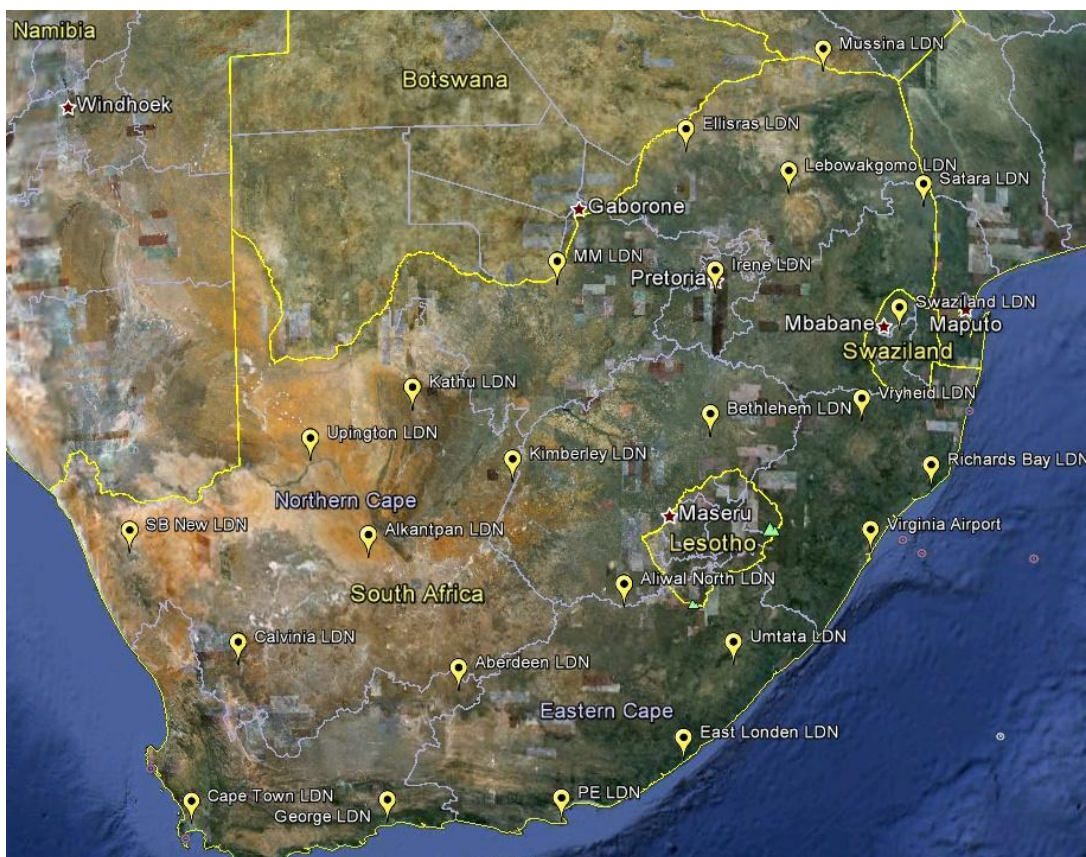 Namibia
Mussina LDN
Botswana
Windhoek
Ellisras LDN
Lebowakgomo LDN
Satara LDN
Gaborone
MM LDN
Irene LDN
Pretoria
Swaziland LDN
Mbabane
Maputo
Swaziland
Kathu LDN
Vryheid LDN
Bethlehem LDN
Upington LDN
Kimberley LDN
Richards Bay LDN
Northern Cape
Maseru
SB New LDN
Alkantpan LDN
Virginia Airport
Lesotho
Aliwal North LDN
South Africa
Calvinia LDN
Umtata LDN
Aberdeen LDN
Eastern Cape
East Londen LDN
Cape Town LDN
PE LDN
George LDN